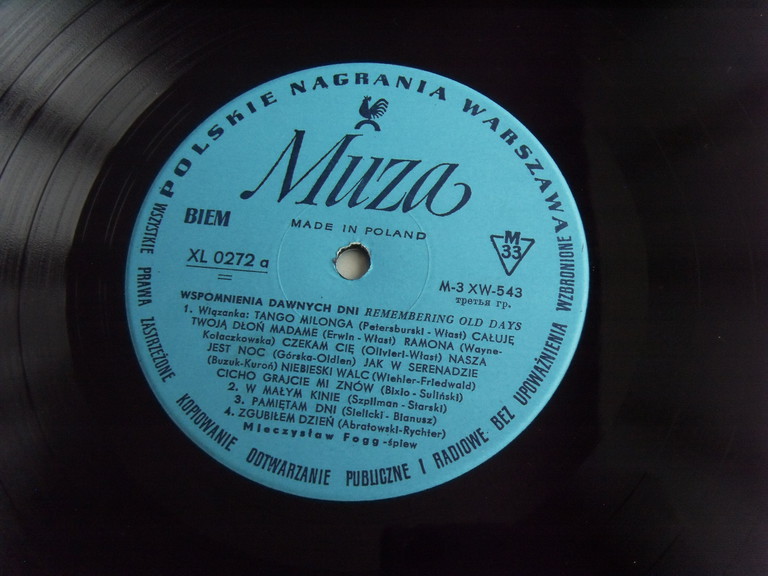 POLSKIE NAGRANIA WARSZAWA
Muza
BIEM
MADE IN POLAND
XL 0272 a
M 33
M-3 XW-543
третья гр.
WSPOMNIENIA DAWNYCH DNI REMEMBERING OLD DAYS
1. Wiązanka: TANGO MILONGA (Petersburski - Włast) CAŁUJĘ
TWOJĄ DŁOŃ MADAME (Erwin - Włast) RAMONA (Wayne-
Kołaczkowska) CZEKAM CIĘ (Olivieri-Włast) NASZA
JEST NOC (Górska-Oldlen) JAK W SERENADZIE
(Buzuk-Kuroń) NIEBIESKI WALC (Wiehler-Friedwald)
CICHO GRAJCIE MI ZNÓW (Bixio - Suliński)
2. W MAŁYM KINIE (Szpilman - Starski)
3. PAMIĘTAM DNI (Sielicki - Bianusz)
4. ZGUBIŁEM DZIEŃ (Abratowski-Rychter)
Mieczysław Fogg - śpiew
WSZYSTKIE PRAWA ZASTRZEŻONE KOPIOWANIE ODTWARZANIE PUBLICZNE I RADIOWE BEZ UPOWAŻNIENIA WZBRONIONE